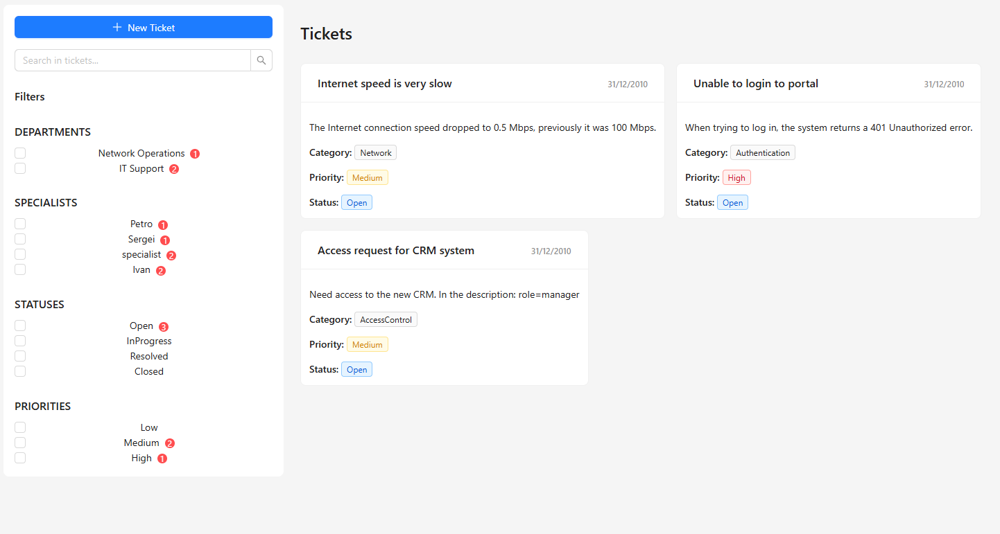 New Ticket
Search in tickets...
Filters
DEPARTMENTS
Network Operations 1
IT Support 2
SPECIALISTS
Petro 1
Sergei 1
specialist 2
Ivan 2
STATUSES
Open 3
InProgress
Resolved
Closed
PRIORITIES
Low
Medium 2
High 1
Tickets
Internet speed is very slow 31/12/2010
The Internet connection speed dropped to 0.5 Mbps, previously it was 100 Mbps.
Category: Network
Priority: Medium
Status: Open
Unable to login to portal 31/12/2010
When trying to log in, the system returns a 401 Unauthorized error.
Category: Authentication
Priority: High
Status: Open
Access request for CRM system 31/12/2010
Need access to the new CRM. In the description: role=manager
Category: AccessControl
Priority: Medium
Status: Open